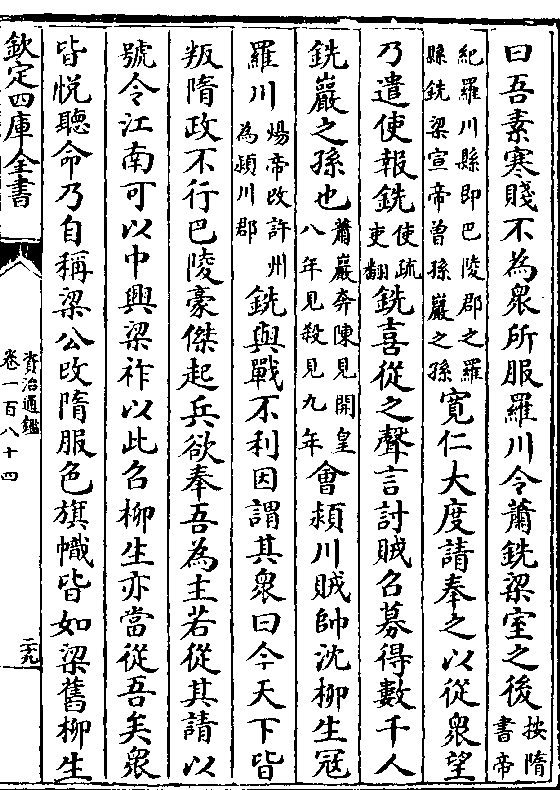 曰吾素寒賤不為衆所服羅川令蕭銑梁室之後按隋書帝
紀羅川縣即巴陵郡之羅縣銑梁宣帝曾孫巖之孫寛仁大度請奉之以從衆望
乃遣使報銑使疏吏翻銑喜從之聲言討賊召募得數千人
銑巖之孫也蕭巖奔陳見開皇八年見殺見九年會潁川賊帥沈柳生冦
羅川煬帝改許州為潁川郡銑與戰不利因謂其衆曰今天下皆
叛隋政不行巴陵豪傑起兵欲奉吾為主若從其請以
號令江南可以中興梁祚以此召柳生亦當從吾矣衆
皆悦聽命乃自稱梁公改隋服色旗幟皆如梁舊柳生
欽定四庫全書
資治通鑑
卷一百八十四
二九